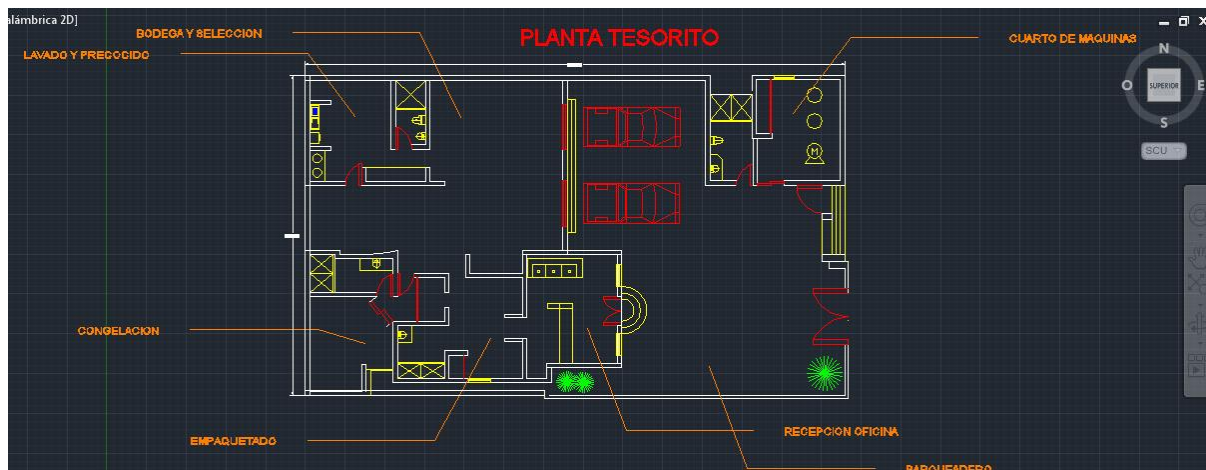 alámbrica 2D]
BODEGA Y SELECCION
PLANTA TESORITO
CUARTO DE MAQUINAS
LAVADO Y PRECOCIDO
N
O
SUPERIOR
E
S
SCU
M
CONGELACION
EMPAQUETADO
RECEPCION OFICINA
PARQUEADERO